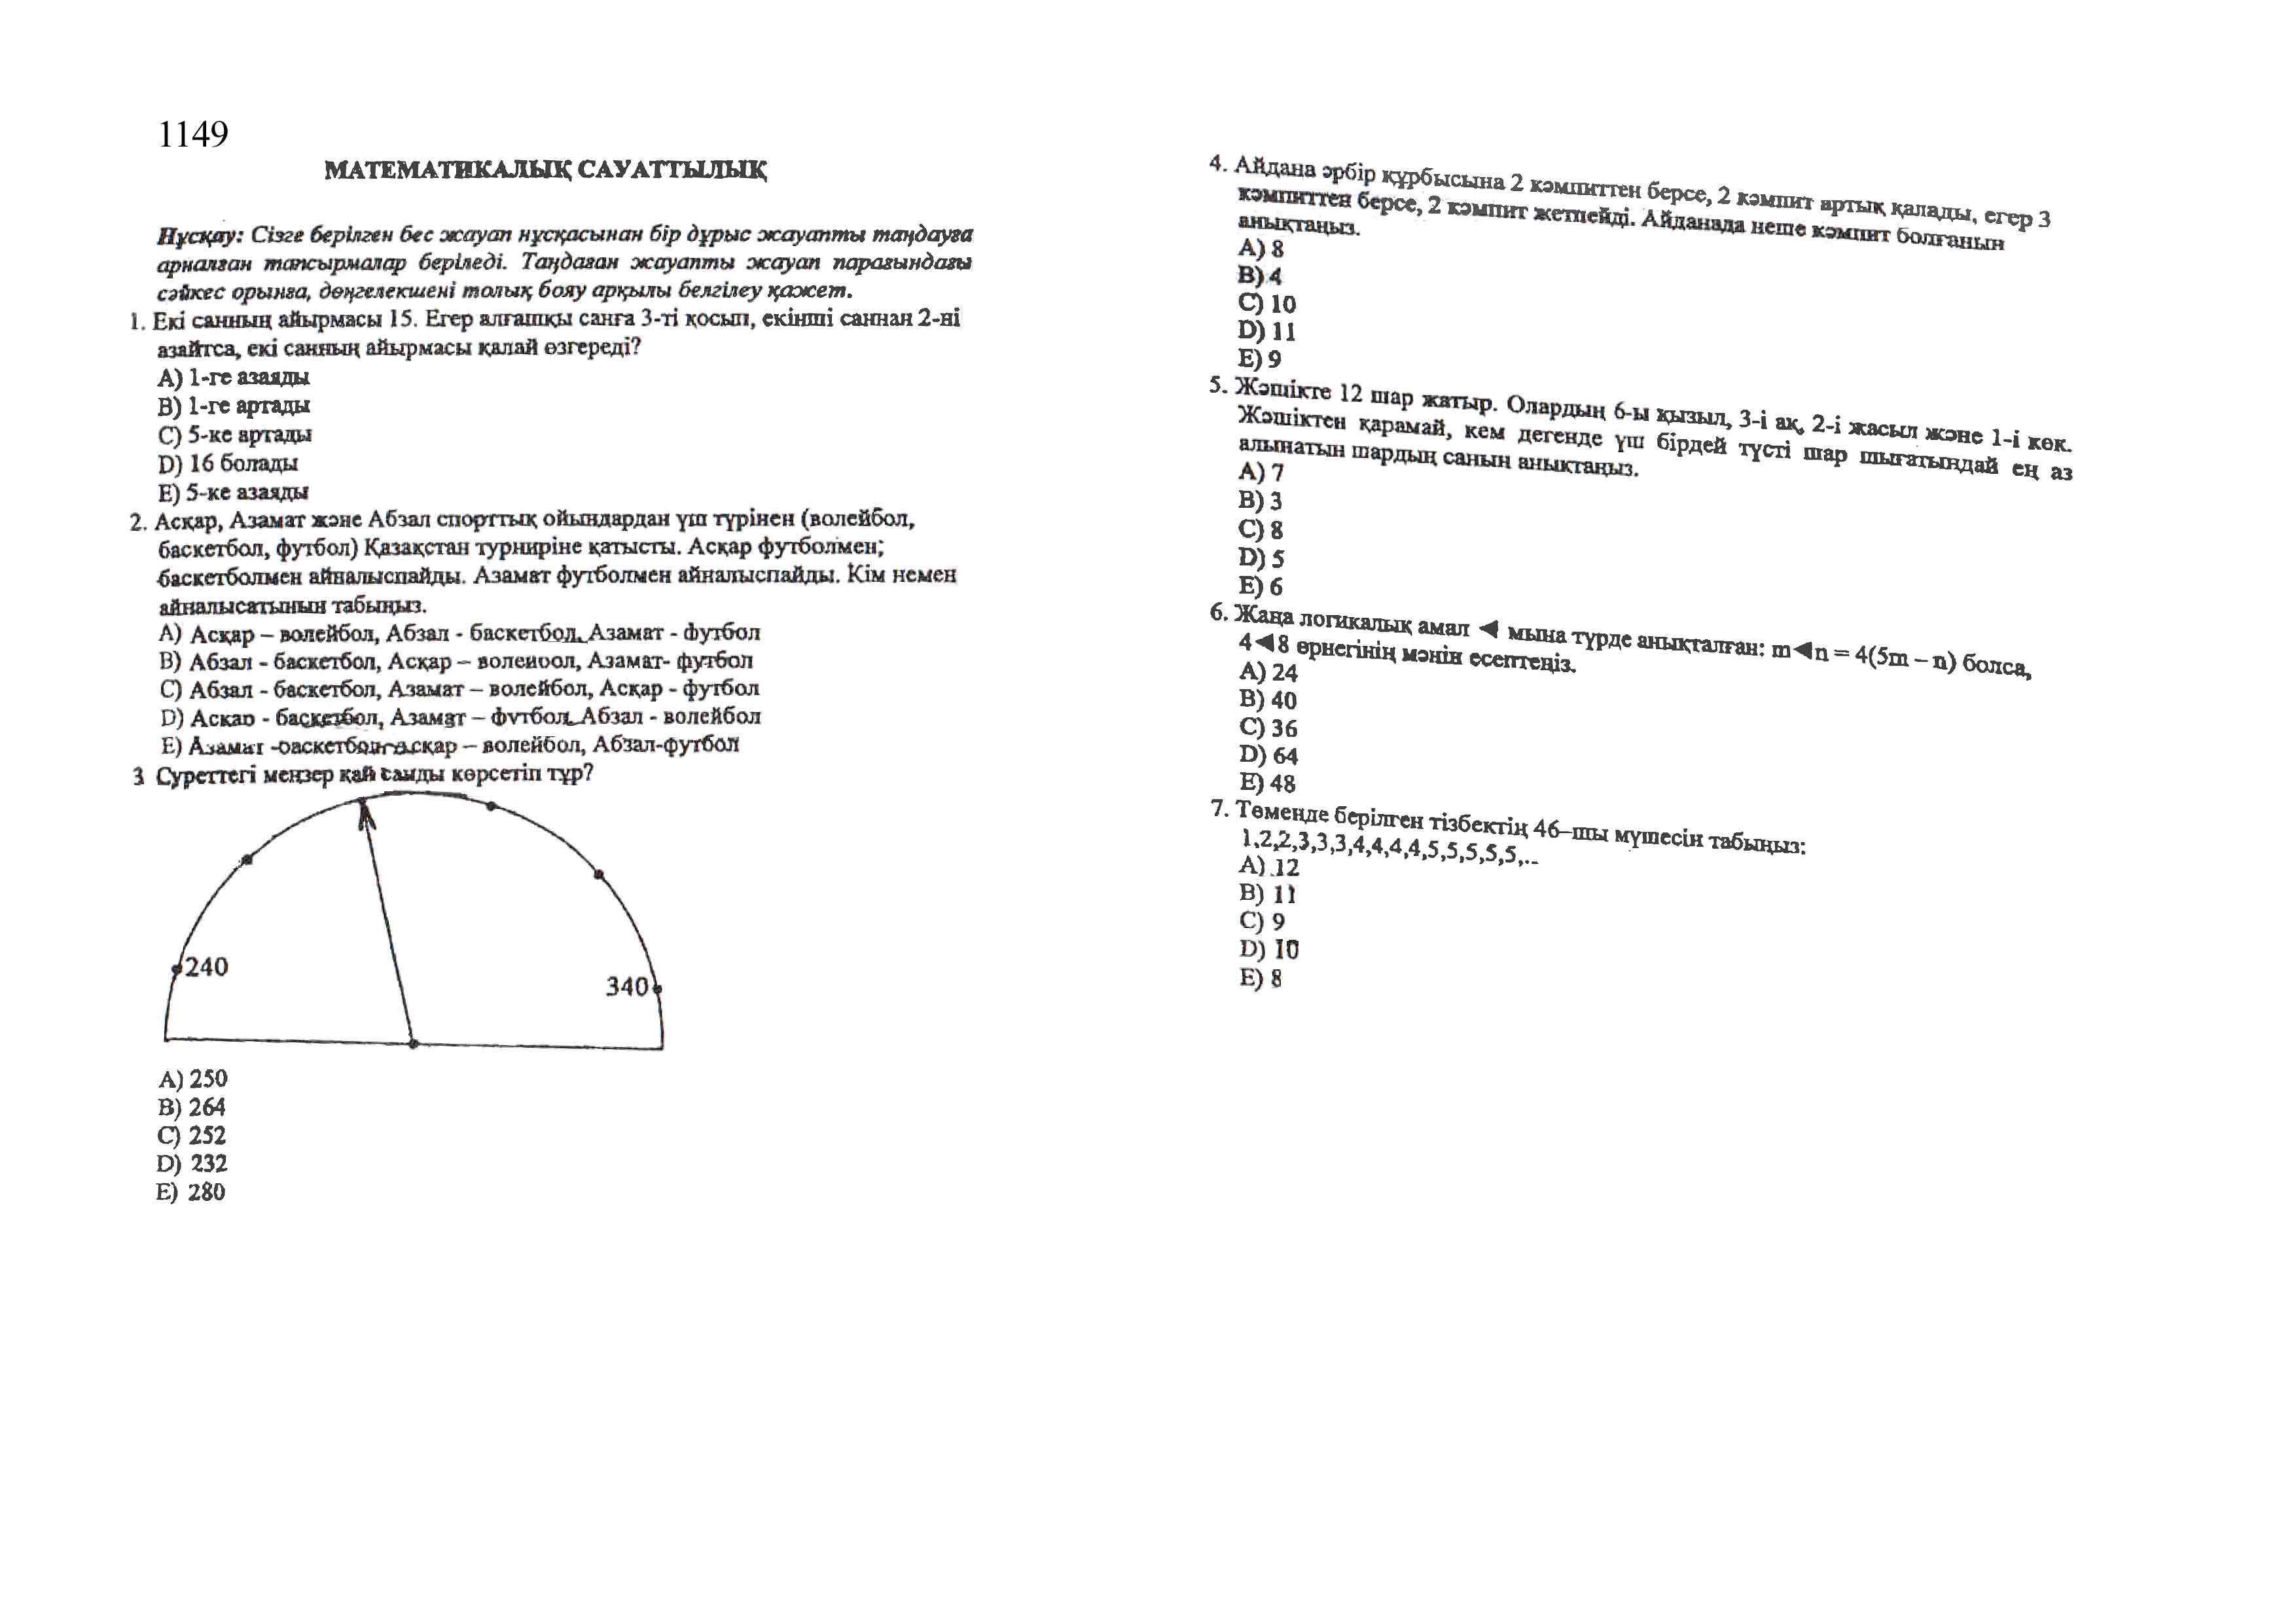 1149
МАТЕМАТИКАЛЫҚ САУАТТЫЛЫҚ
Нұсқау: Сізге берілген бес жауап нұсқасынан бір дұрыс жауапты таңдауға
арналған тапсырмалар беріледі. Таңдаған жауапты жауап парағындағы
сәйкес орынға, дөңгелекшені толық бояу арқылы белгілеу қажет.
1. Екі санның айырмасы 15. Егер алғашқы санға 3-ті қосып, екінші саннан 2-ні
азайтса, екі санның айырмасы қалай өзгереді?
A) 1-ге азаяды
B) 1-ге артады
C) 5-ке артады
D) 16 болады
E) 5-ке азаяды
2. Асқар, Азамат және Абзал спорттық ойындардан үш түрінен (волейбол,
баскетбол, футбол) Қазақстан турниріне қатысты. Асқар футболмен;
баскетболмен айналыспайды. Азамат футболмен айналыспайды. Кім немен
айналысатынын табыңыз.
A) Асқар – волейбол, Абзал - баскетбол, Азамат - футбол
B) Абзал - баскетбол, Асқар – волейбол, Азамат- футбол
C) Абзал - баскетбол, Азамат – волейбол, Асқар - футбол
D) Асқар - баскетбол, Азамат – футбол, Абзал - волейбол
E) Азамат -баскетбол, Асқар – волейбол, Абзал-футбол
3 Суреттегі меңзер қай санды көрсетіп тұр?
240
340
A) 250
B) 264
C) 252
D) 232
E) 280
4. Айдана әрбір құрбысына 2 кәмпиттен берсе, 2 кәмпит артық қалады, егер 3
кәмпиттен берсе, 2 кәмпит жетпейді. Айданада неше кәмпит болғанын
анықтаңыз.
A) 8
B) 4
C) 10
D) 11
E) 9
5. Жәшікте 12 шар жатыр. Олардың 6-ы қызыл, 3-і ақ, 2-і жасыл және 1-і көк.
Жәшіктен қарамай, кем дегенде үш бірдей түсті шар шығатындай ең аз
алынатын шардың санын анықтаңыз.
A) 7
B) 3
C) 8
D) 5
E) 6
6. Жаңа логикалық амал ◄ мына түрде анықталған: m◄n = 4(5m – n) болса,
4◄8 өрнегінің мәнін есептеңіз.
A) 24
B) 40
C) 36
D) 64
E) 48
7. Төменде берілген тізбектің 46–шы мүшесін табыңыз:
1,2,2,3,3,3,4,4,4,4,5,5,5,5,5,..
A) 12
B) 11
C) 9
D) 10
E) 8